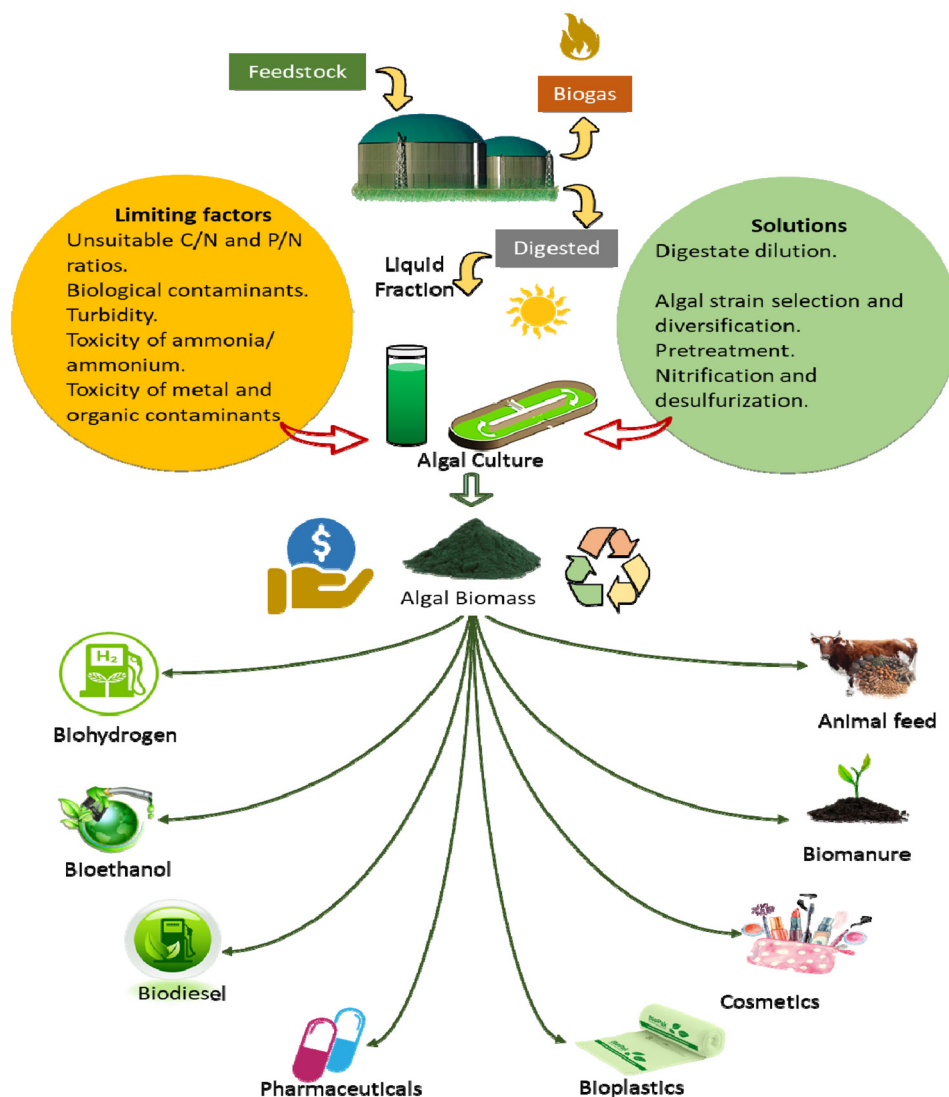 Feedstock
Biogas
Limiting factors
Unsuitable C/N and P/N
ratios.
Biological contaminants.
Turbidity.
Toxicity of ammonia/
ammonium.
Toxicity of metal and
organic contaminants
Digested
Liquid
Fraction
Solutions
Digestate dilution.
Algal strain selection and
diversification.
Pretreatment.
Nitrification and
desulfurization.
Algal Culture
$
Algal Biomass
H₂
Biohydrogen
Animal feed
Bioethanol
Biomanure
Biodiesel
Cosmetics
Pharmaceuticals
Bioplastics